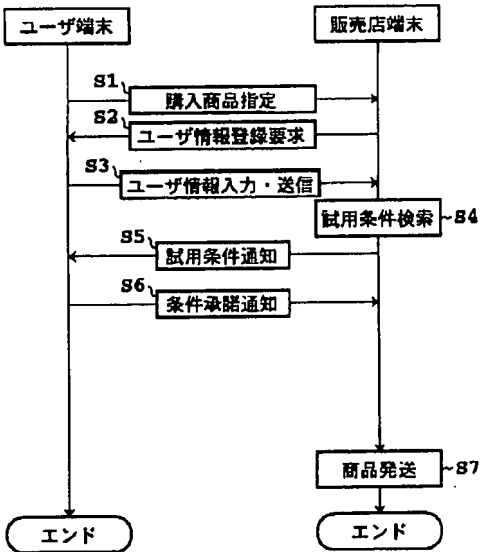 ユーザ端末
販売店端末
S1
購入商品指定
S2
ユーザ情報登録要求
S3
ユーザ情報入力・送信
試用条件検索
S4
S5
試用条件通知
S6
条件承諾通知
商品発送
S7
エンド
エンド